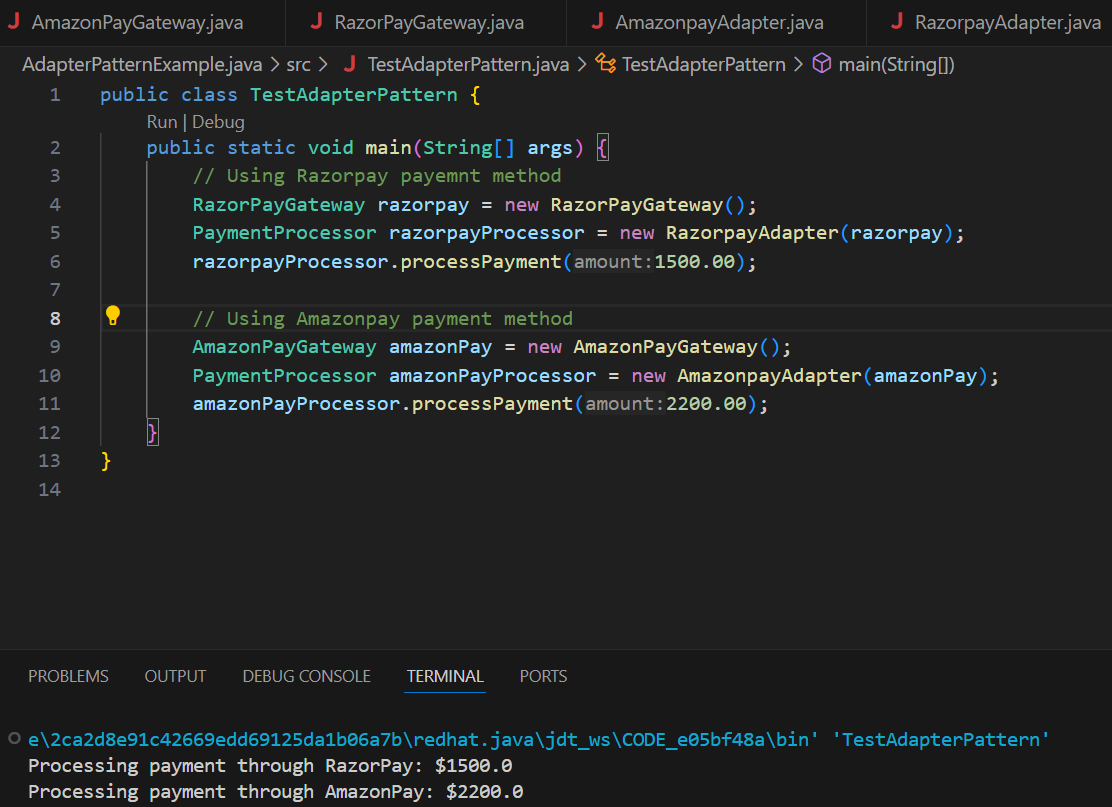 AmazonPayGateway.java RazorPayGateway.java AmazonpayAdapter.java RazorpayAdapter.java
AdapterPatternExample.java > src > TestAdapterPattern.java > TestAdapterPattern > main(String[])
1 public class TestAdapterPattern {
Run | Debug
2 public static void main(String[] args) {
3 // Using Razorpay payemnt method
4 RazorPayGateway razorpay = new RazorPayGateway();
5 PaymentProcessor razorpayProcessor = new RazorpayAdapter(razorpay);
6 razorpayProcessor.processPayment(amount:1500.00);
7
8 // Using Amazonpay payment method
9 AmazonPayGateway amazonPay = new AmazonPayGateway();
10 PaymentProcessor amazonPayProcessor = new AmazonpayAdapter(amazonPay);
11 amazonPayProcessor.processPayment(amount:2200.00);
12 }
13 }
14
PROBLEMS OUTPUT DEBUG CONSOLE TERMINAL PORTS
e\2ca2d8e91c42669edd69125da1b06a7b\redhat.java\jdt_ws\CODE_e05bf48a\bin' 'TestAdapterPattern'
Processing payment through RazorPay: $1500.0
Processing payment through AmazonPay: $2200.0